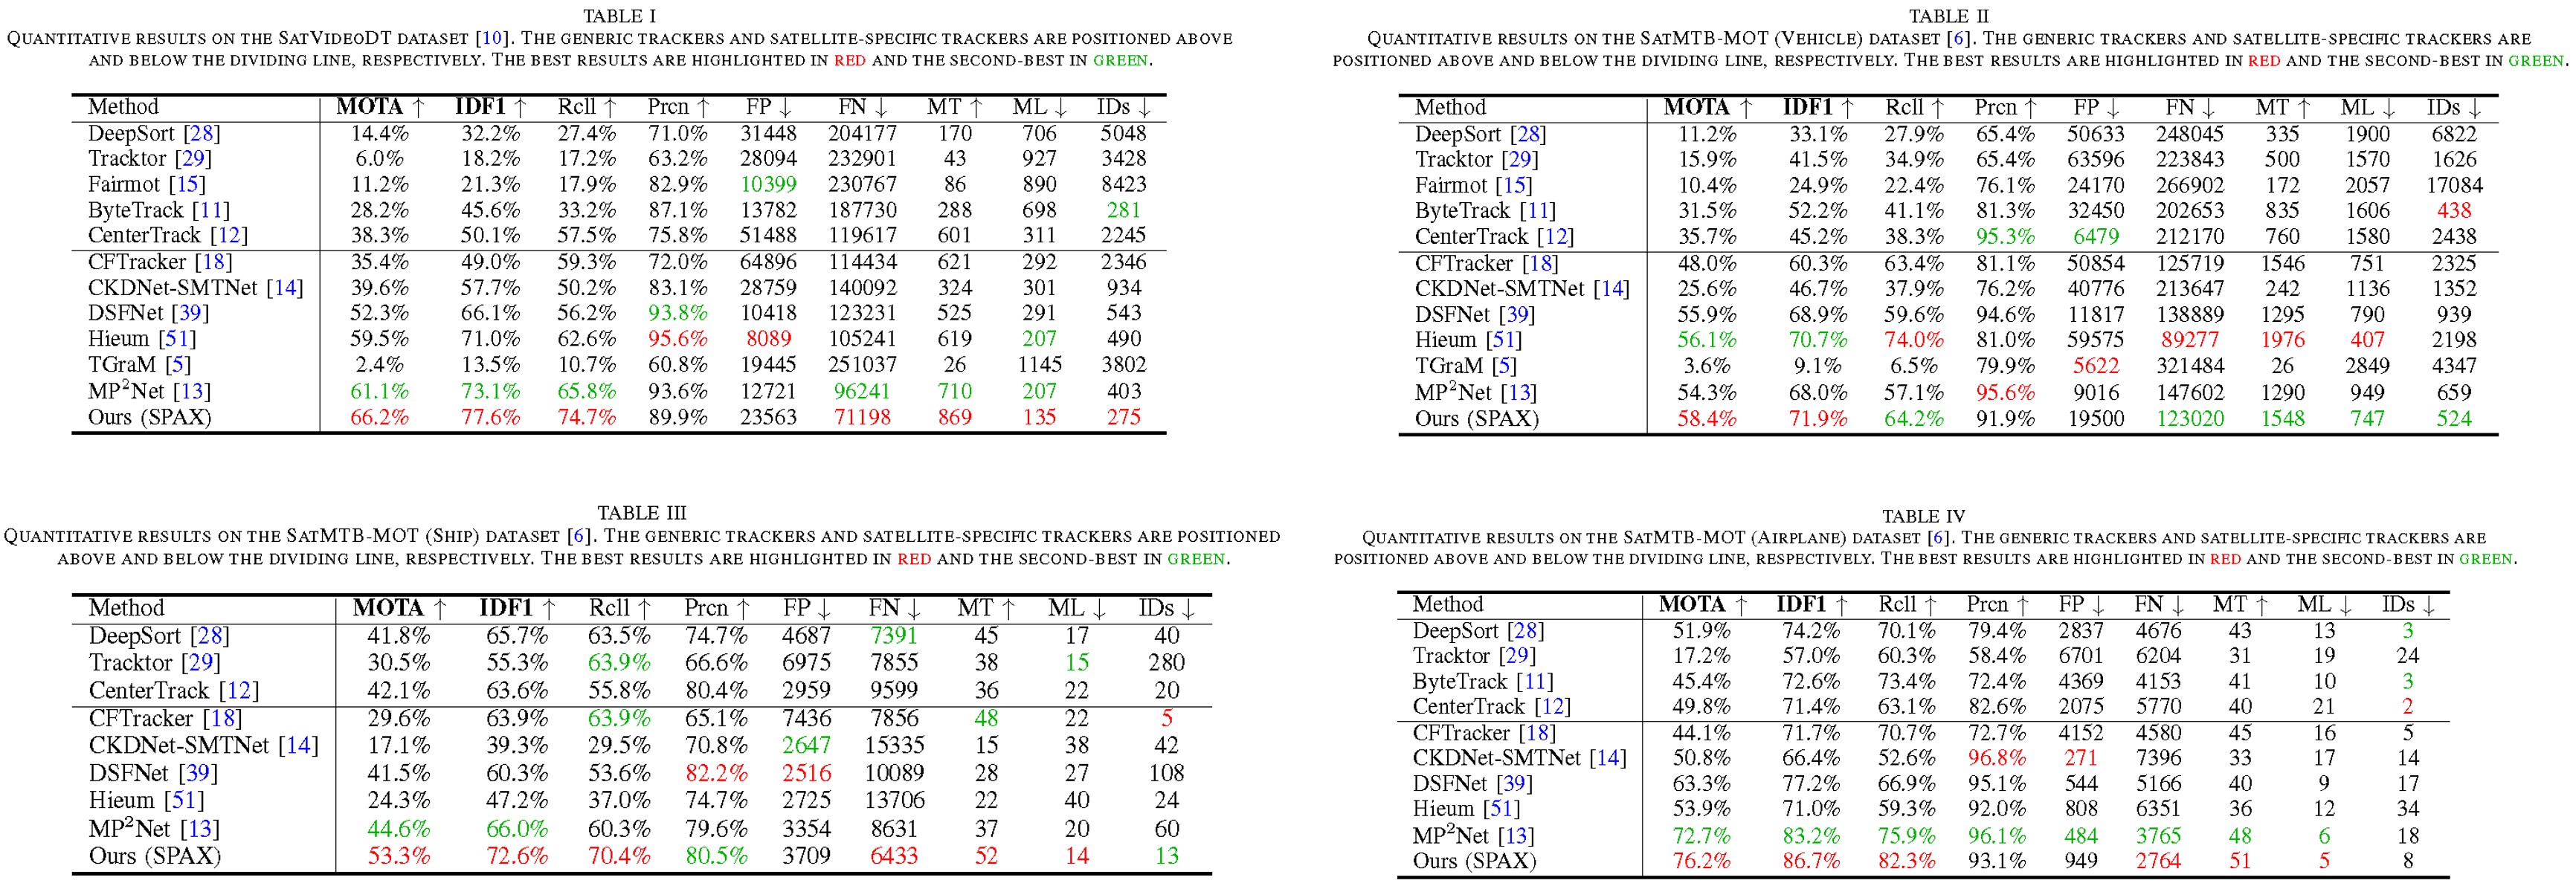 TABLE I
QUANTITATIVE RESULTS ON THE SATVIDEODT DATASET [10]. THE GENERIC TRACKERS AND SATELLITE-SPECIFIC TRACKERS ARE POSITIONED ABOVE
AND BELOW THE DIVIDING LINE, RESPECTIVELY. THE BEST RESULTS ARE HIGHLIGHTED IN RED AND THE SECOND-BEST IN GREEN.
Method MOTA ↑ IDF1 ↑ Rcll ↑ Prcn ↑ FP ↓ FN ↓ MT ↑ ML ↓ IDs ↓
DeepSort [28] 14.4% 32.2% 27.4% 71.0% 31448 204177 170 706 5048
Tracktor [29] 6.0% 18.2% 17.2% 63.2% 28094 232901 43 927 3428
Fairmot [15] 11.2% 21.3% 17.9% 82.9% 10399 230767 86 890 8423
ByteTrack [11] 28.2% 45.6% 33.2% 87.1% 13782 187730 288 698 281
CenterTrack [12] 38.3% 50.1% 57.5% 75.8% 51488 119617 601 311 2245
CFTracker [18] 35.4% 49.0% 59.3% 72.0% 64896 114434 621 292 2346
CKDNet-SMTNet [14] 39.6% 57.7% 50.2% 83.1% 28759 140092 324 301 934
DSFNet [39] 52.3% 66.1% 56.2% 93.8% 10418 123231 525 291 543
Hieum [51] 59.5% 71.0% 62.6% 95.6% 8089 105241 619 207 490
TGraM [5] 2.4% 13.5% 10.7% 60.8% 19445 251037 26 1145 3802
MP²Net [13] 61.1% 73.1% 65.8% 93.6% 12721 96241 710 207 403
Ours (SPAX) 66.2% 77.6% 74.7% 89.9% 23563 71198 869 135 275
TABLE II
QUANTITATIVE RESULTS ON THE SATMTB-MOT (VEHICLE) DATASET [6]. THE GENERIC TRACKERS AND SATELLITE-SPECIFIC TRACKERS ARE
POSITIONED ABOVE AND BELOW THE DIVIDING LINE, RESPECTIVELY. THE BEST RESULTS ARE HIGHLIGHTED IN RED AND THE SECOND-BEST IN GREEN.
Method MOTA ↑ IDF1 ↑ Rcll ↑ Prcn ↑ FP ↓ FN ↓ MT ↑ ML ↓ IDs ↓
DeepSort [28] 11.2% 33.1% 27.9% 65.4% 50633 248045 335 1900 6822
Tracktor [29] 15.9% 41.5% 34.9% 65.4% 63596 223843 500 1570 1626
Fairmot [15] 10.4% 24.9% 22.4% 76.1% 24170 266902 172 2057 17084
ByteTrack [11] 31.5% 52.2% 41.1% 81.3% 32450 202653 835 1606 438
CenterTrack [12] 35.7% 45.2% 38.3% 95.3% 6479 212170 760 1580 2438
CFTracker [18] 48.0% 60.3% 63.4% 81.1% 50854 125719 1546 751 2325
CKDNet-SMTNet [14] 25.6% 46.7% 37.9% 76.2% 40776 213647 242 1136 1352
DSFNet [39] 55.9% 68.9% 59.6% 94.6% 11817 138889 1295 790 939
Hieum [51] 56.1% 70.7% 74.0% 81.0% 59575 89277 1976 407 2198
TGraM [5] 3.6% 9.1% 6.5% 79.9% 5622 321484 26 2849 4347
MP²Net [13] 54.3% 68.0% 57.1% 95.6% 9016 147602 1290 949 659
Ours (SPAX) 58.4% 71.9% 64.2% 91.9% 19500 123020 1548 747 524
TABLE III
QUANTITATIVE RESULTS ON THE SATMTB-MOT (SHIP) DATASET [6]. THE GENERIC TRACKERS AND SATELLITE-SPECIFIC TRACKERS ARE POSITIONED
ABOVE AND BELOW THE DIVIDING LINE, RESPECTIVELY. THE BEST RESULTS ARE HIGHLIGHTED IN RED AND THE SECOND-BEST IN GREEN.
Method MOTA ↑ IDF1 ↑ Rcll ↑ Prcn ↑ FP ↓ FN ↓ MT ↑ ML ↓ IDs ↓
DeepSort [28] 41.8% 65.7% 63.5% 74.7% 4687 7391 45 17 40
Tracktor [29] 30.5% 55.3% 63.9% 66.6% 6975 7855 38 15 280
CenterTrack [12] 42.1% 63.6% 55.8% 80.4% 2959 9599 36 22 20
CFTracker [18] 29.6% 63.9% 63.9% 65.1% 7436 7856 48 22 5
CKDNet-SMTNet [14] 17.1% 39.3% 29.5% 70.8% 2647 15335 15 38 42
DSFNet [39] 41.5% 60.3% 53.6% 82.2% 2516 10089 28 27 108
Hieum [51] 24.3% 47.2% 37.0% 74.7% 2725 13706 22 40 24
MP²Net [13] 44.6% 66.0% 60.3% 79.6% 3354 8631 37 20 60
Ours (SPAX) 53.3% 72.6% 70.4% 80.5% 3709 6433 52 14 13
TABLE IV
QUANTITATIVE RESULTS ON THE SATMTB-MOT (AIRPLANE) DATASET [6]. THE GENERIC TRACKERS AND SATELLITE-SPECIFIC TRACKERS ARE
POSITIONED ABOVE AND BELOW THE DIVIDING LINE, RESPECTIVELY. THE BEST RESULTS ARE HIGHLIGHTED IN RED AND THE SECOND-BEST IN GREEN.
Method MOTA ↑ IDF1 ↑ Rcll ↑ Prcn ↑ FP ↓ FN ↓ MT ↑ ML ↓ IDs ↓
DeepSort [28] 51.9% 74.2% 70.1% 79.4% 2837 4676 43 13 3
Tracktor [29] 17.2% 57.0% 60.3% 58.4% 6701 6204 31 19 24
ByteTrack [11] 45.4% 72.6% 73.4% 72.4% 4369 4153 41 10 3
CenterTrack [12] 49.8% 71.4% 63.1% 82.6% 2075 5770 40 21 2
CFTracker [18] 44.1% 71.7% 70.7% 72.7% 4152 4580 45 16 5
CKDNet-SMTNet [14] 50.8% 66.4% 52.6% 96.8% 271 7396 33 17 14
DSFNet [39] 63.3% 77.2% 66.9% 95.1% 544 5166 40 9 17
Hieum [51] 53.9% 71.0% 59.3% 92.0% 808 6351 36 12 34
MP²Net [13] 72.7% 83.2% 75.9% 96.1% 484 3765 48 6 18
Ours (SPAX) 76.2% 86.7% 82.3% 93.1% 949 2764 51 5 8